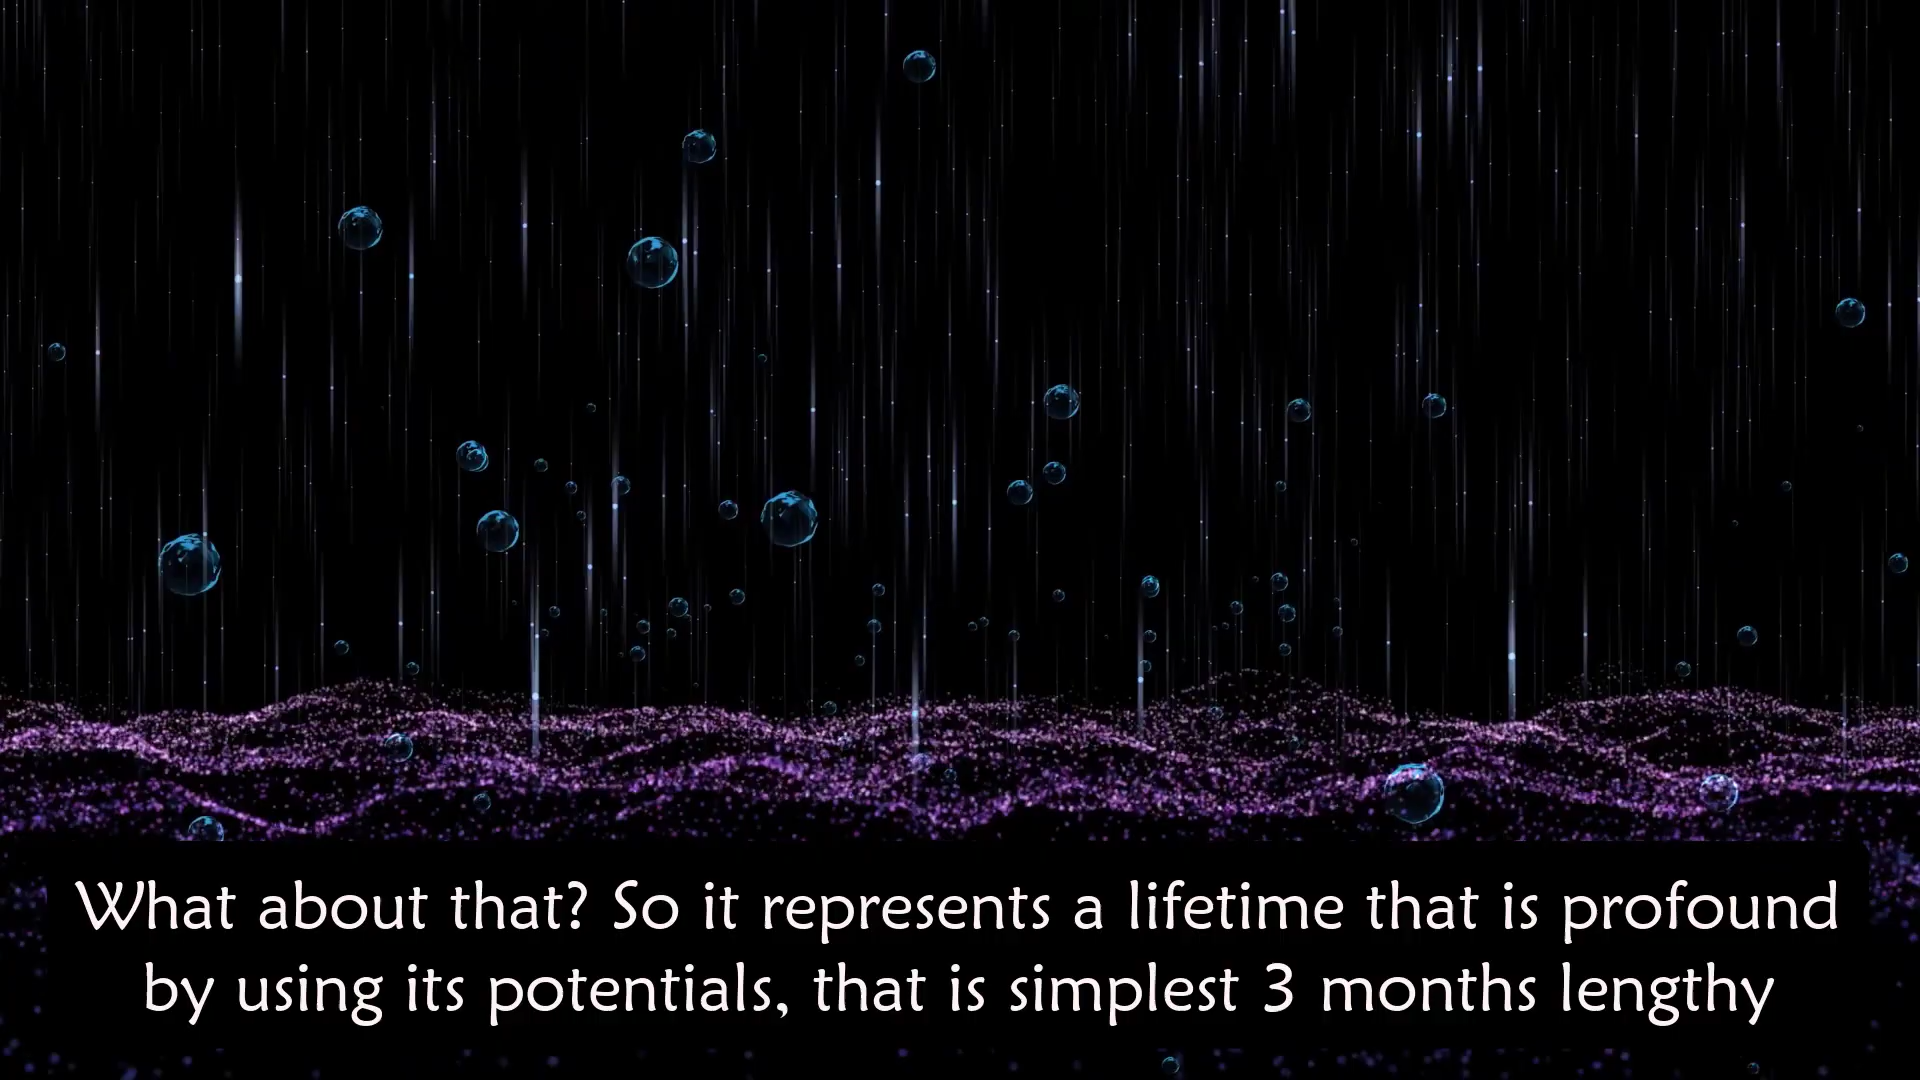 What about that? So it represents a lifetime that is profound
by using its potentials, that is simplest 3 months lengthy